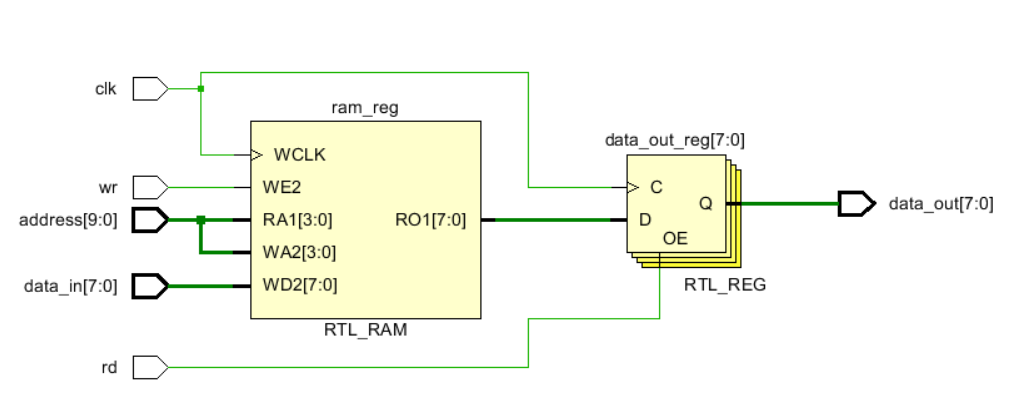 clk
ram_reg
WCLK
wr
WE2
address[9:0]
RA1[3:0]
RO1[7:0]
WA2[3:0]
data_in[7:0]
WD2[7:0]
RTL_RAM
rd
data_out_reg[7:0]
C
D
Q
OE
RTL_REG
data_out[7:0]